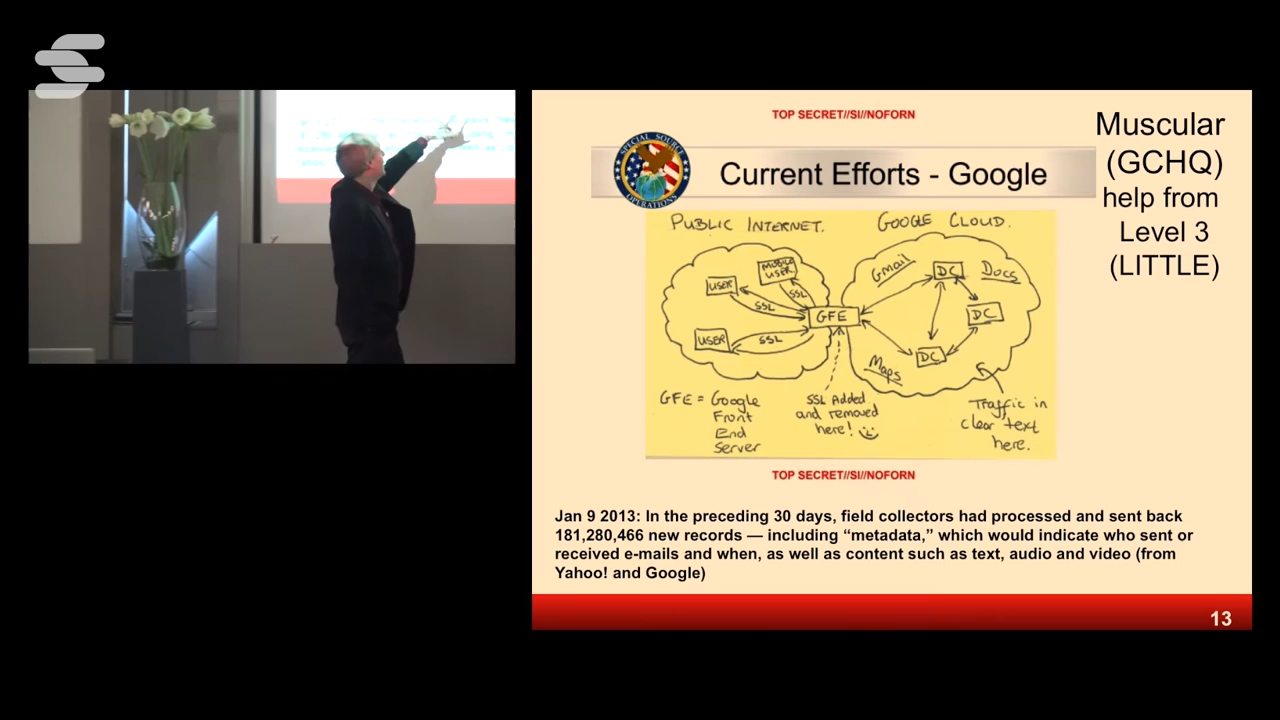 TOP SECRET//SI//NOFORN
Muscular
(GCHQ)
help from
Level 3
(LITTLE)
SPECIAL SOURCE
OPERATIONS
Current Efforts - Google
PUBLIC INTERNET.
GOOGLE CLOUD.
USER
MOBILE
USER
SSL
SSL
GFE
USER
SSL
Gmail
DC
Docs
DC
DC
Maps
GFE = Google
Front
End
Server
SSL Added
and removed
here!
Traffic in
clear text
here.
TOP SECRET//SI//NOFORN
Jan 9 2013: In the preceding 30 days, field collectors had processed and sent back
181,280,466 new records — including “metadata,” which would indicate who sent or
received e-mails and when, as well as content such as text, audio and video (from
Yahoo! and Google)
13